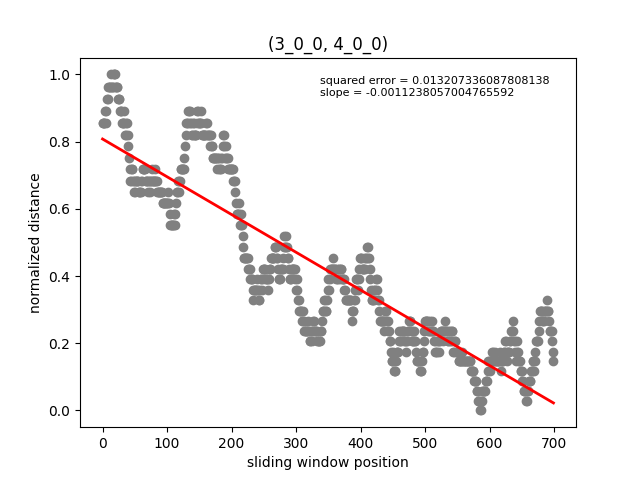 (3_0_0, 4_0_0)
squared error = 0.013207336087808138
slope = -0.0011238057004765592
normalized distance
1.0
0.8
0.6
0.4
0.2
0.0
0 100 200 300 400 500 600 700
sliding window position